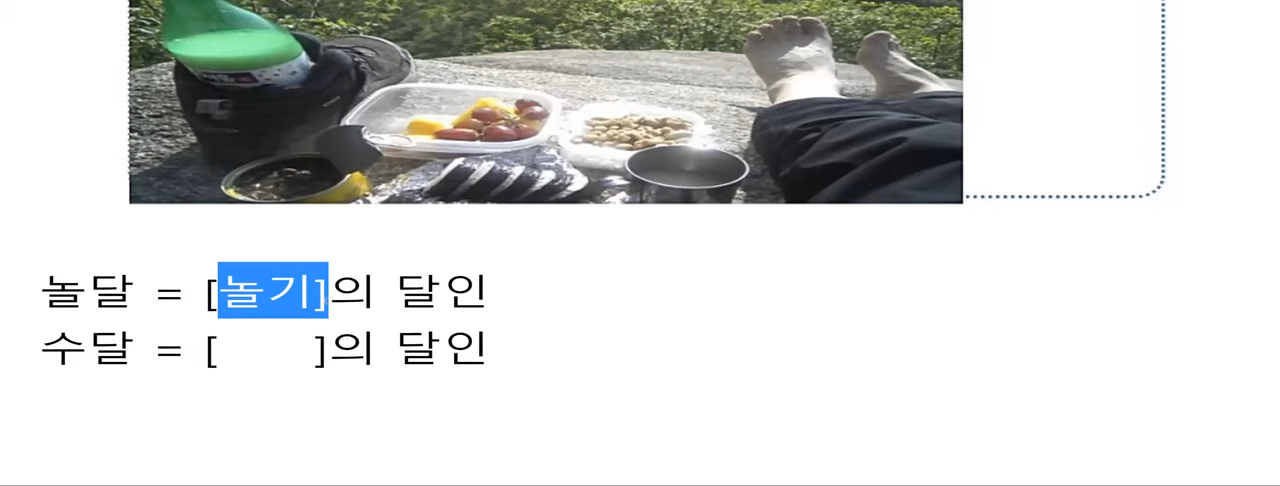 놀달 = [놀기]의 달인
수달 = [      ]의 달인